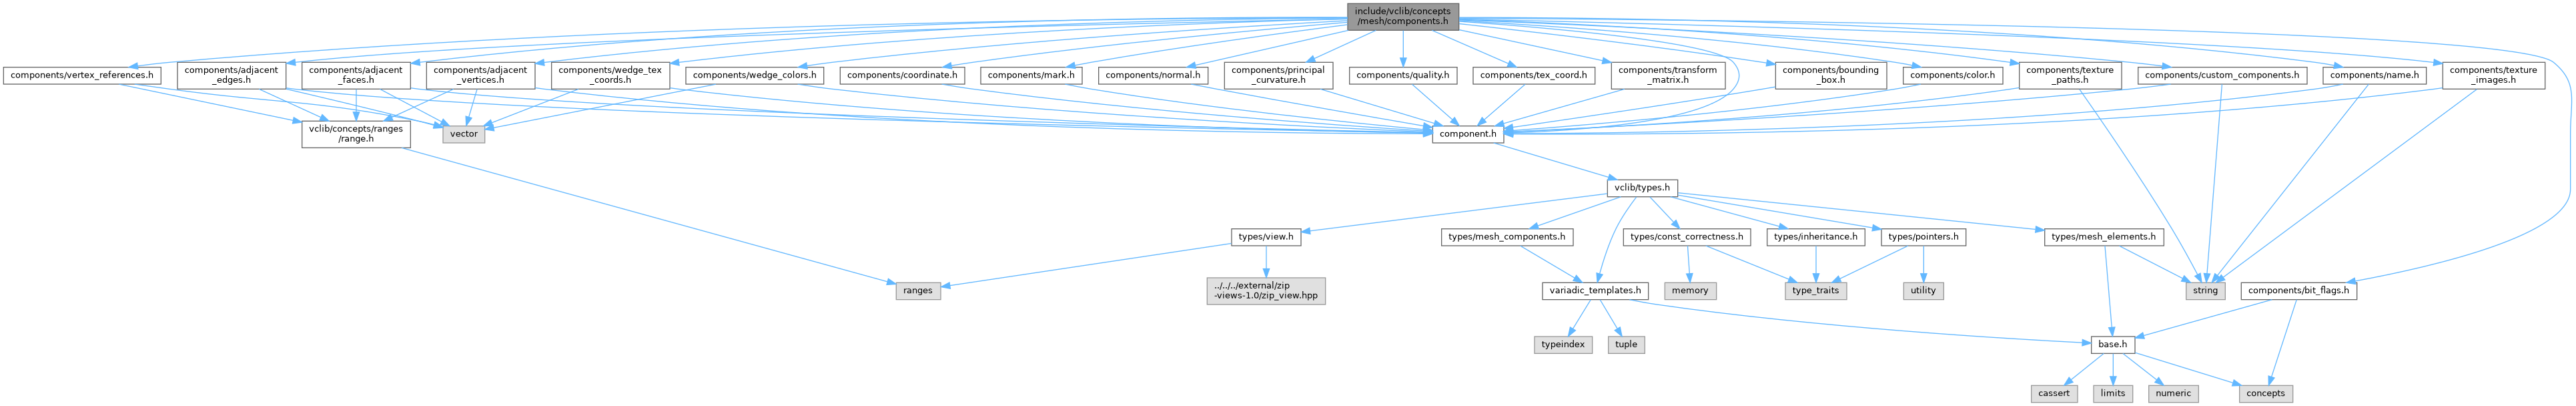 include/vclib/concepts
/mesh/components.h
components/vertex_references.h
components/adjacent
_edges.h
components/adjacent
_faces.h
components/adjacent
_vertices.h
components/wedge_tex
_coords.h
components/wedge_colors.h
components/coordinate.h
components/mark.h
components/normal.h
components/principal
_curvature.h
components/quality.h
components/tex_coord.h
components/transform
_matrix.h
components/bounding
_box.h
components/color.h
components/texture
_paths.h
components/custom_components.h
components/name.h
components/texture
_images.h
vclib/concepts/ranges
/range.h
vector
component.h
vclib/types.h
types/view.h
types/mesh_components.h
types/const_correctness.h
types/inheritance.h
types/pointers.h
types/mesh_elements.h
ranges
../../../external/zip
-views-1.0/zip_view.hpp
variadic_templates.h
memory
type_traits
utility
string
components/bit_flags.h
typeindex
tuple
base.h
cassert
limits
numeric
concepts